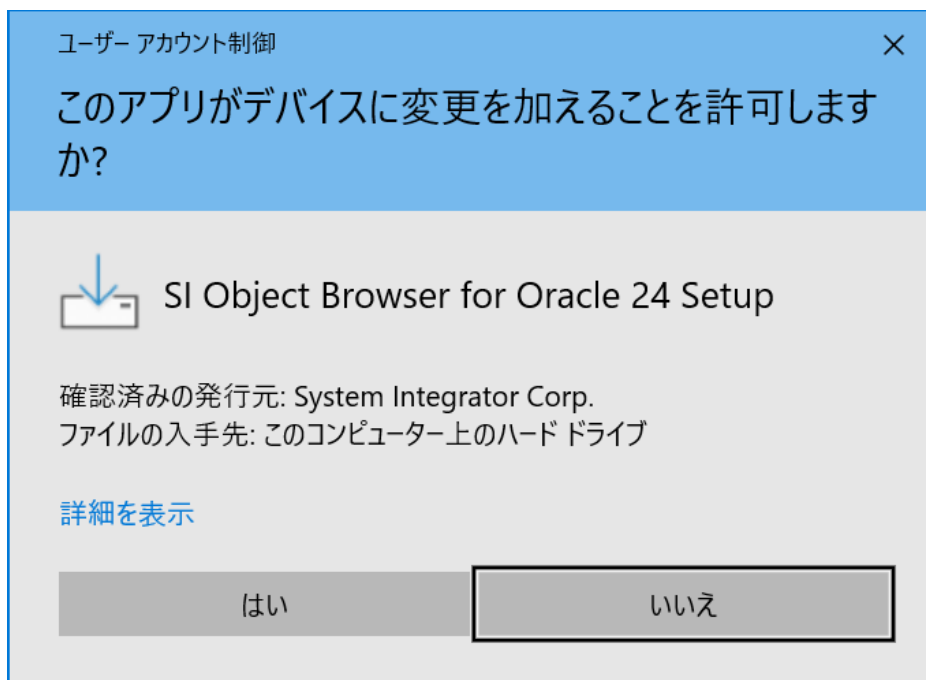 ユーザー アカウント制御
このアプリがデバイスに変更を加えることを許可します
か?
SI Object Browser for Oracle 24 Setup
確認済みの発行元: System Integrator Corp.
ファイルの入手先: このコンピューター上のハード ドライブ
詳細を表示
はい
いいえ